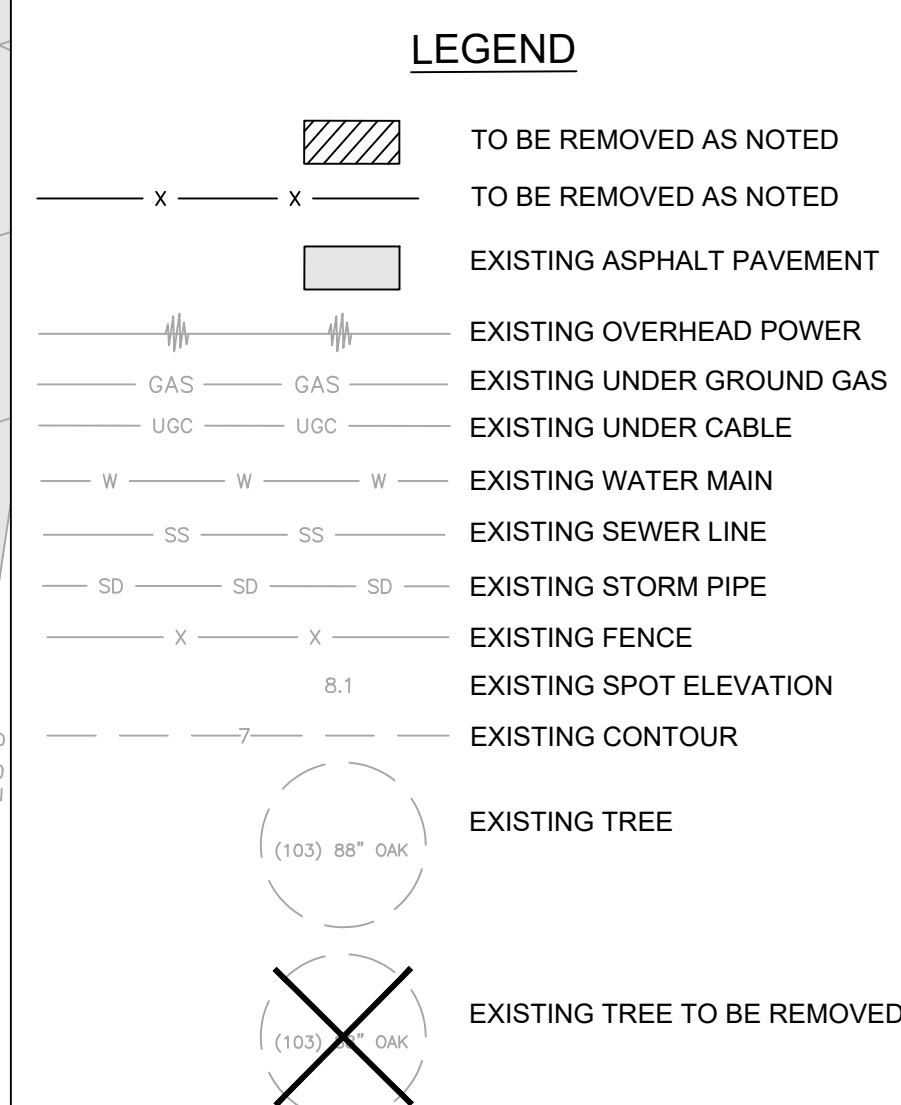 LEGEND
TO BE REMOVED AS NOTED
X X TO BE REMOVED AS NOTED
EXISTING ASPHALT PAVEMENT
EXISTING OVERHEAD POWER
GAS GAS EXISTING UNDER GROUND GAS
UGC UGC EXISTING UNDER CABLE
W W W EXISTING WATER MAIN
SS SS EXISTING SEWER LINE
SD SD SD EXISTING STORM PIPE
X X EXISTING FENCE
8.1 EXISTING SPOT ELEVATION
7 EXISTING CONTOUR
EXISTING TREE
(103) 88" OAK
EXISTING TREE TO BE REMOVED
(103) 88" OAK